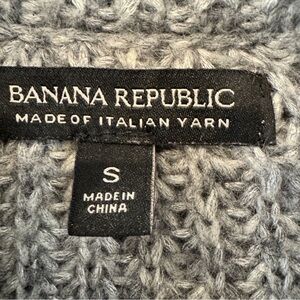 BANANA REPUBLIC
MADE OF ITALIAN YARN
S
MADE IN
CHINA